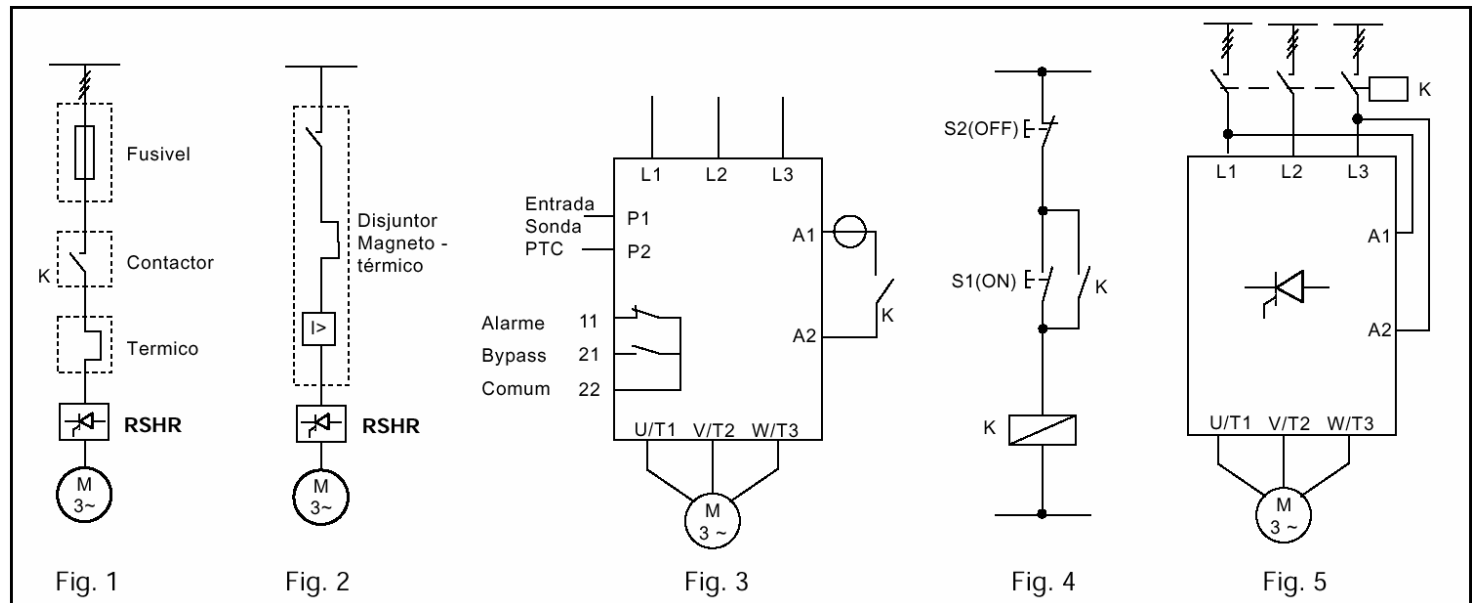 Fusivel
K
Contactor
Termico
RSHR
M
3~
Fig. 1
Disjuntor
Magneto -
térmico
I>
RSHR
M
3~
Fig. 2
L1 L2 L3
Entrada
Sonda
PTC
P1
P2
A1
K
A2
Alarme 11
Bypass 21
Comum 22
U/T1 V/T2 W/T3
M
3 ~
Fig. 3
S2(OFF)
S1(ON)
K
K
Fig. 4
K
L1 L2 L3
A1
A2
U/T1 V/T2 W/T3
M
3 ~
Fig. 5